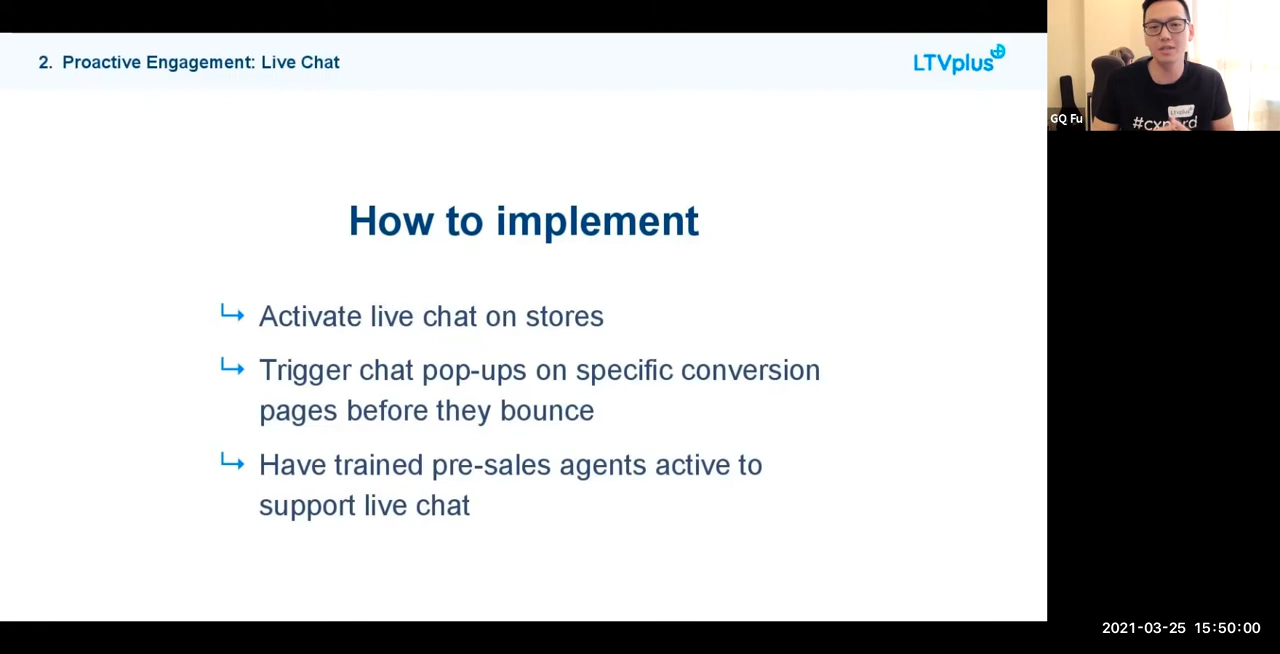 2. Proactive Engagement: Live Chat
LTVplus
How to implement
Activate live chat on stores
Trigger chat pop-ups on specific conversion
pages before they bounce
Have trained pre-sales agents active to
support live chat
GQ Fu
LTVplus
2021-03-25 15:50:00